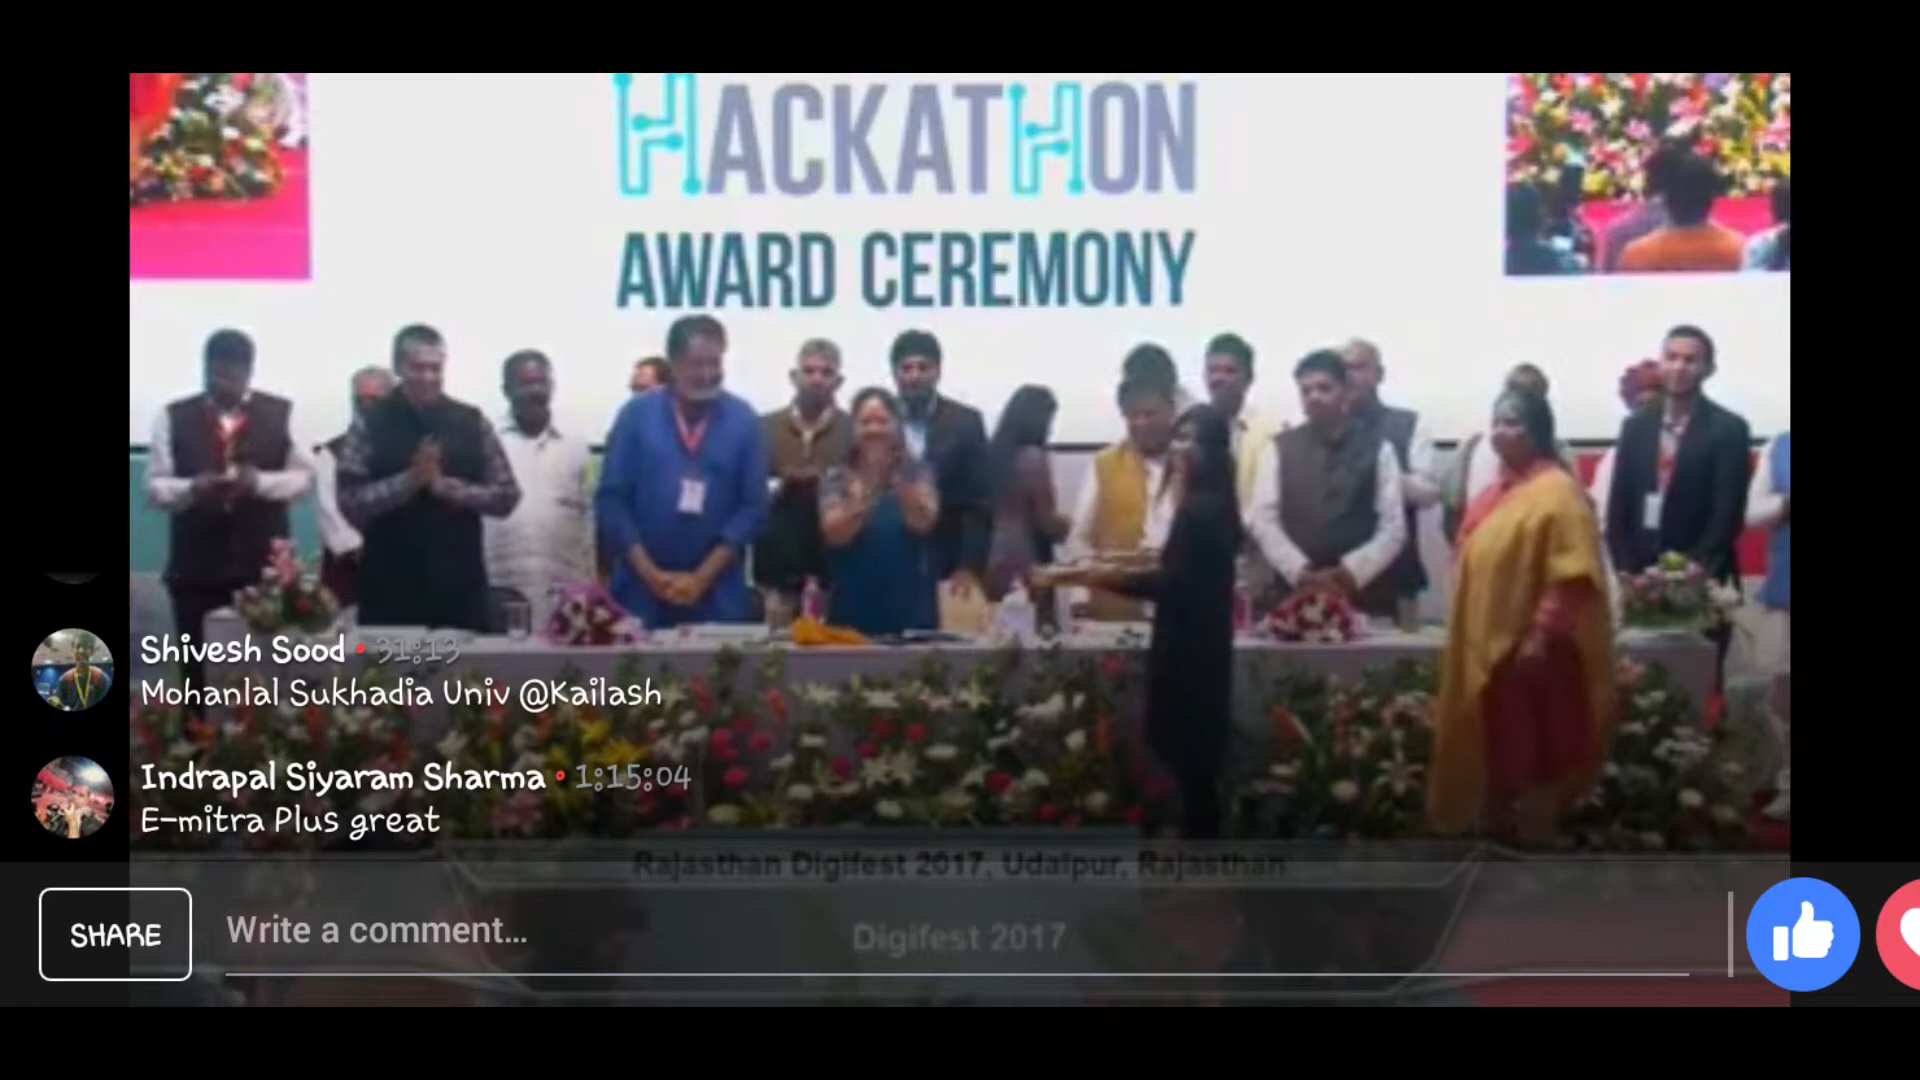 HACKATHON
AWARD CEREMONY
Shivesh Sood • 31:13
Mohanlal Sukhadia Univ @Kailash
Indrapal Siyaram Sharma • 1:15:04
E-mitra Plus great
Rajasthan Digifest 2017, Udaipur, Rajasthan
SHARE
Write a comment...
Digifest 2017